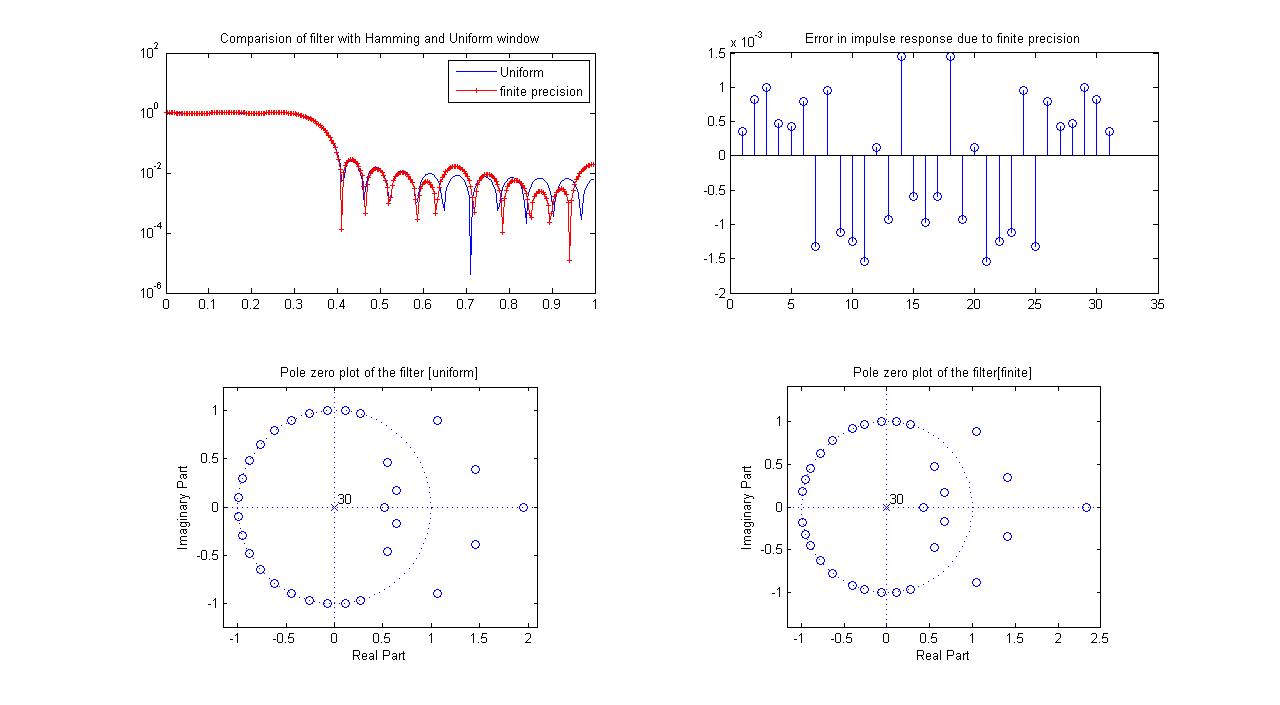 Comparision of filter with Hamming and Uniform window
10^2
10^0
10^-2
10^-4
10^-6
Uniform
finite precision
0 0.1 0.2 0.3 0.4 0.5 0.6 0.7 0.8 0.9 1
Error in impulse response due to finite precision
x 10^-3
1.5
1
0.5
0
-0.5
-1
-1.5
-2
0 5 10 15 20 25 30 35
Pole zero plot of the filter [uniform]
Imaginary Part
1
0.5
0
-0.5
-1
30
-1 -0.5 0 0.5 1 1.5 2
Real Part
Pole zero plot of the filter[finite]
Imaginary Part
1
0.5
0
-0.5
-1
30
-1 -0.5 0 0.5 1 1.5 2 2.5
Real Part